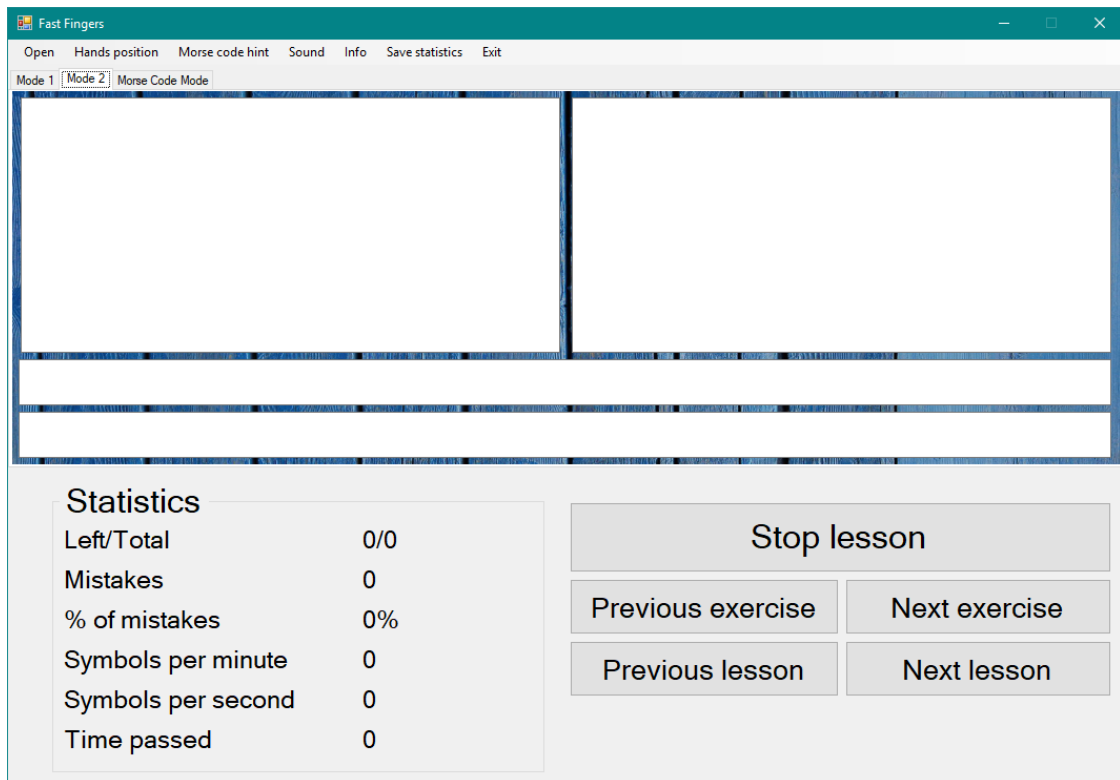 Fast Fingers
Open Hands position Morse code hint Sound Info Save statistics Exit
Mode 1 Mode 2 Morse Code Mode
Statistics
Left/Total 0/0
Mistakes 0
% of mistakes 0%
Symbols per minute 0
Symbols per second 0
Time passed 0
Stop lesson
Previous exercise Next exercise
Previous lesson Next lesson